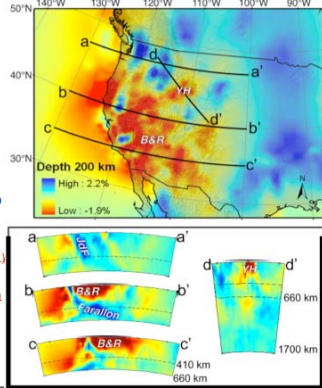 140°W 130°W 120°W 110°W 100°W 90°W
50°N
a
d
a'
40°N
YH
b
d'
b'
c
B&R
30°N
c'
Depth 200 km
High : 2.2%
Low : -1.9%
N
a
JdF
a'
b
B&R
b'
Farallon
d
YH
d'
660 km
c
B&R
c'
410 km
660 km
1700 km